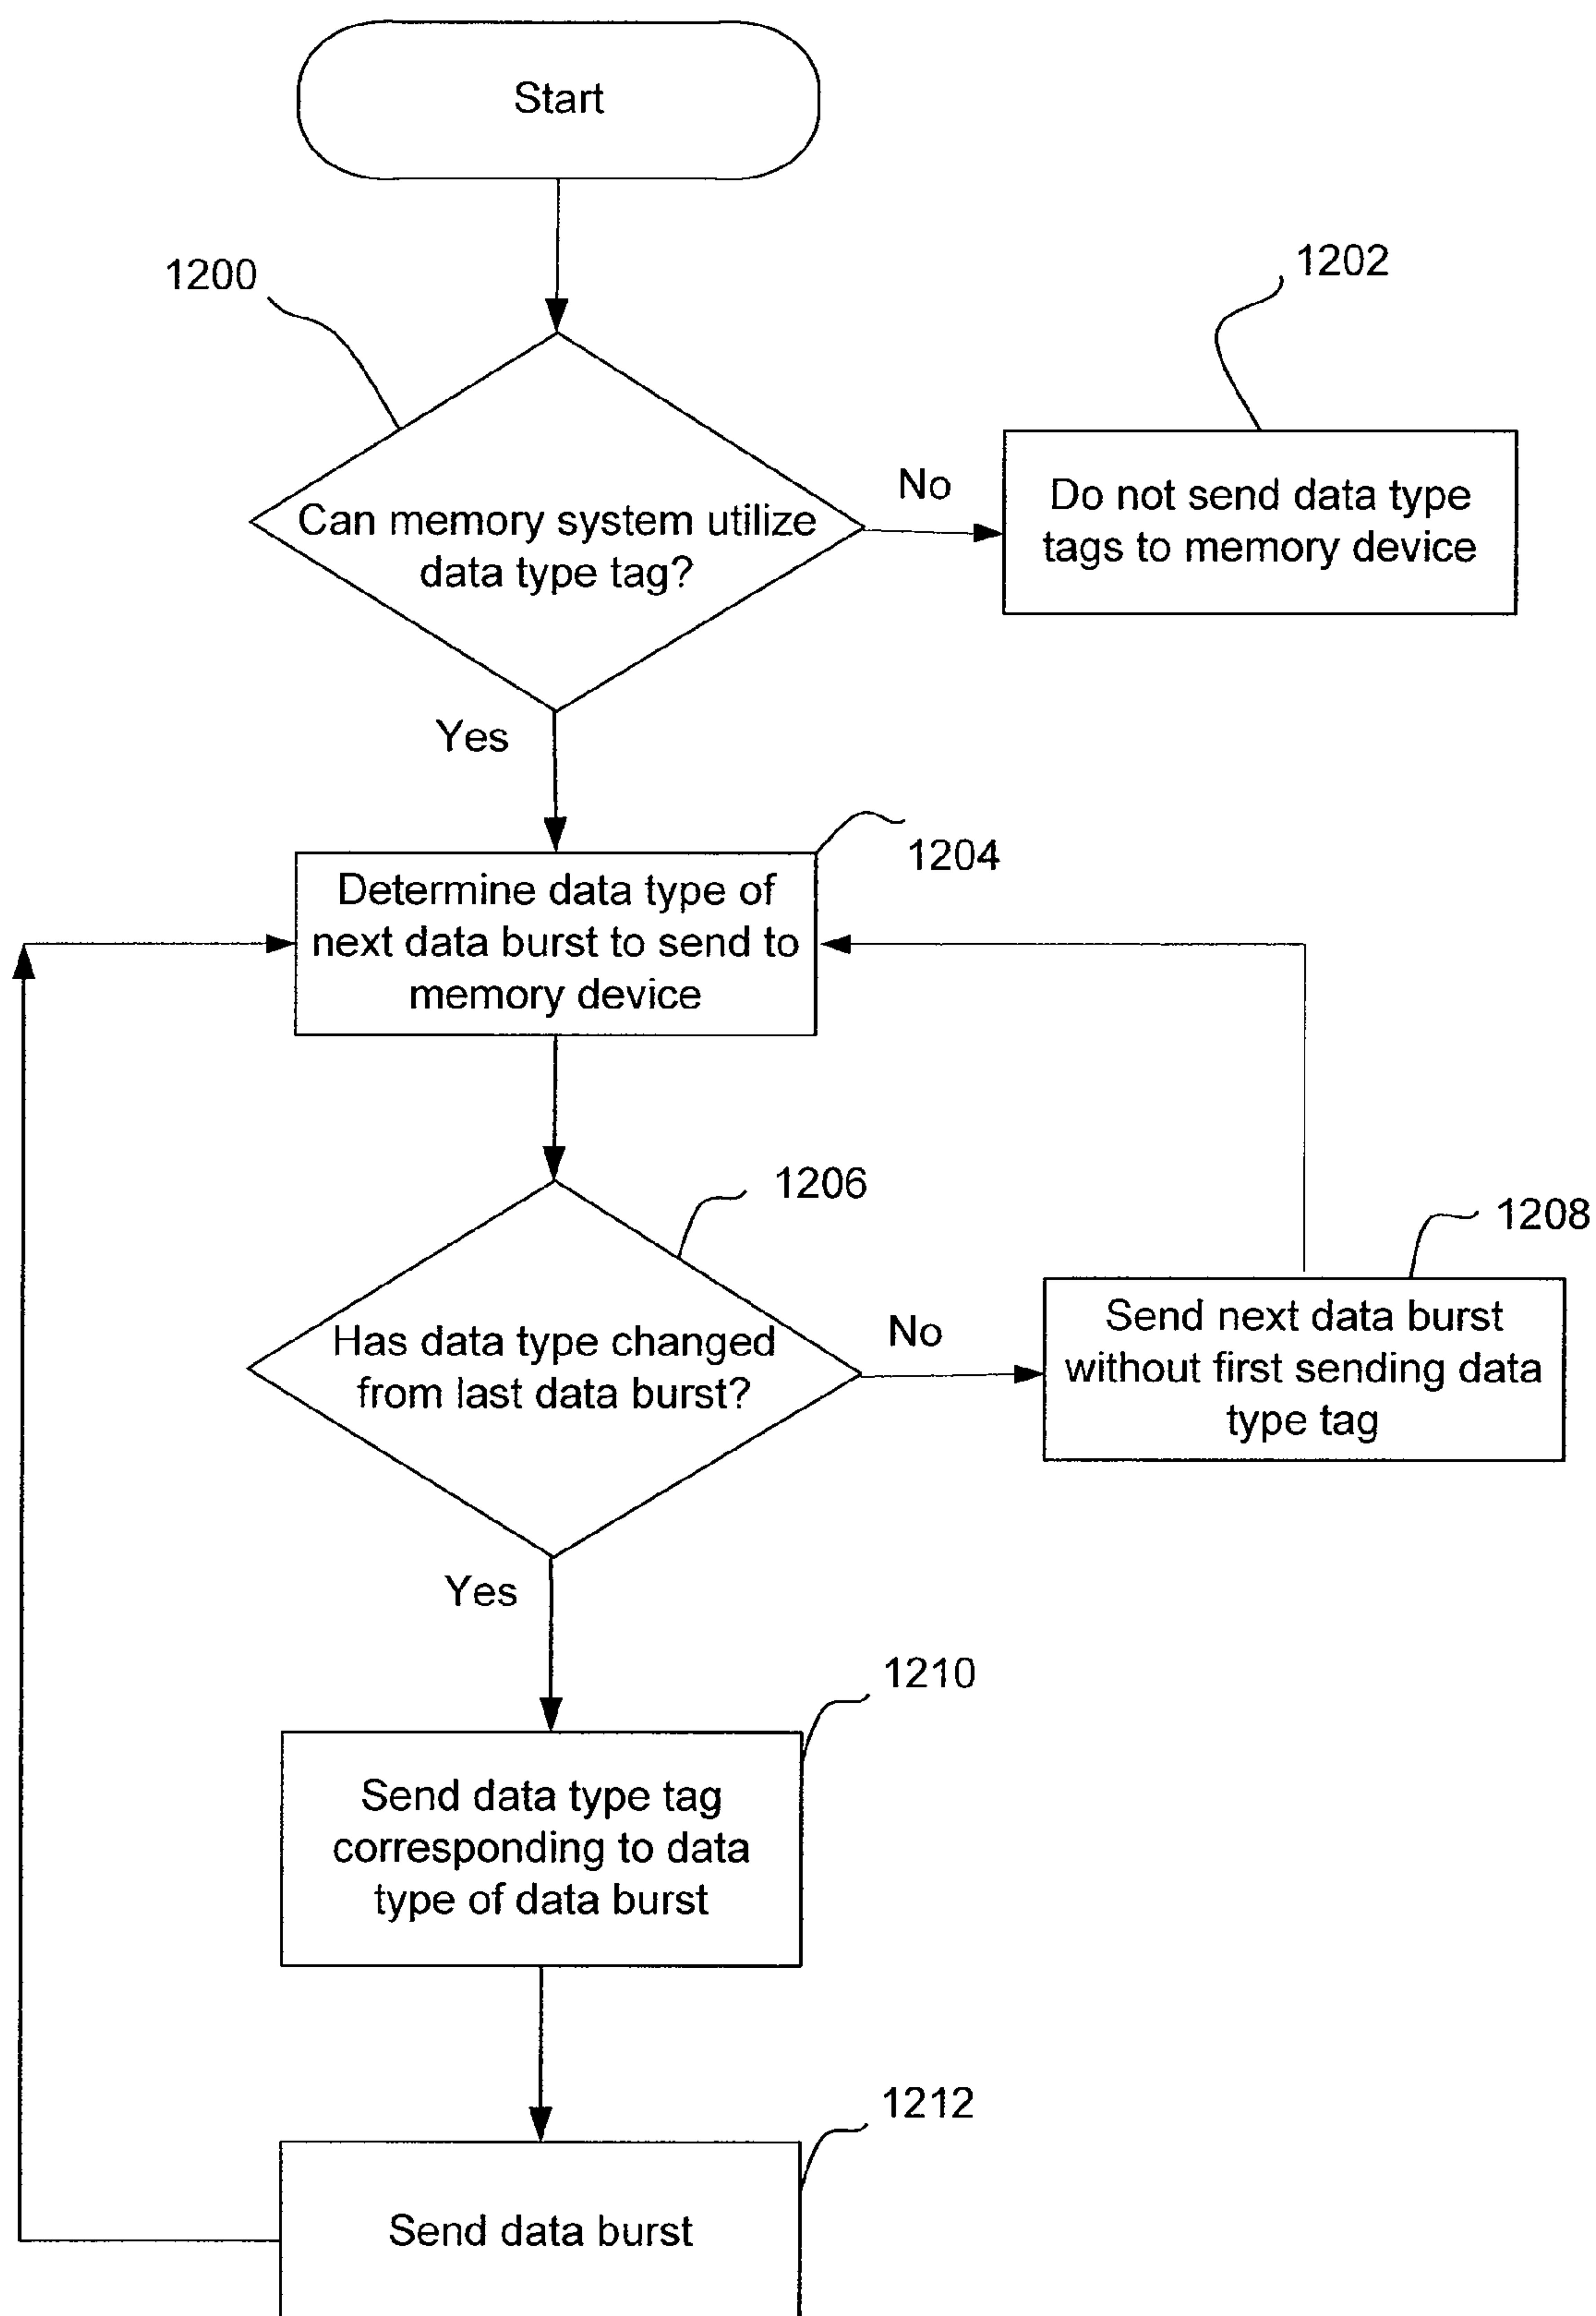 Start
1200
1202
Can memory system utilize
data type tag?
No
Do not send data type
tags to memory device
Yes
1204
Determine data type of
next data burst to send to
memory device
1206
1208
Has data type changed
from last data burst?
No
Send next data burst
without first sending data
type tag
Yes
1210
Send data type tag
corresponding to data
type of data burst
1212
Send data burst